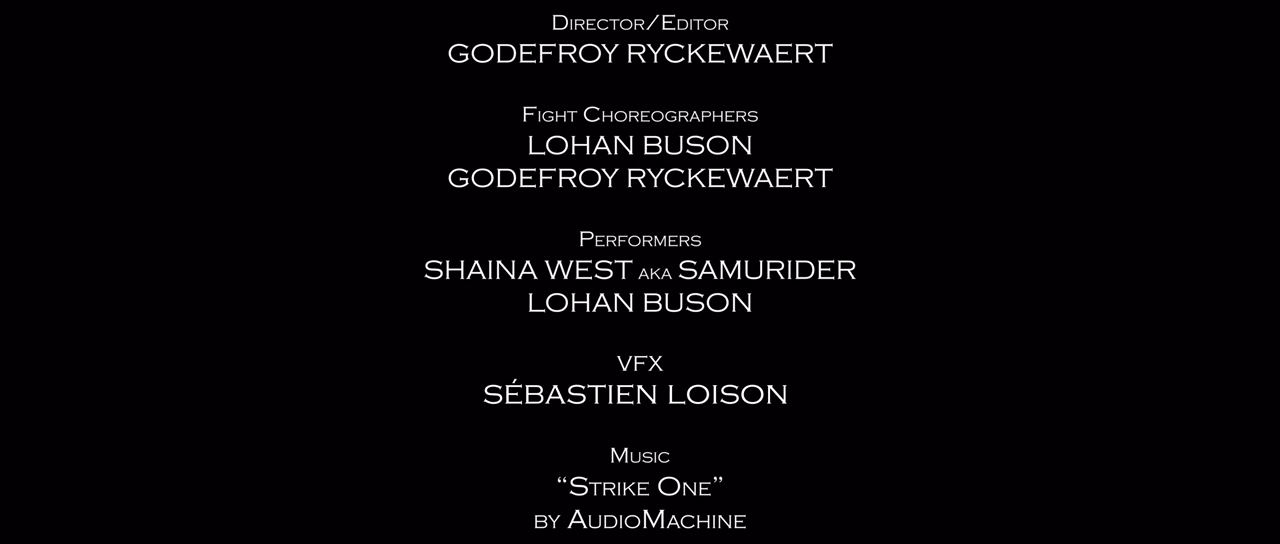 Director/Editor
GODEFROY RYCKEWAERT
Fight Choreographers
LOHAN BUSON
GODEFROY RYCKEWAERT
Performers
SHAINA WEST AKA SAMURIDER
LOHAN BUSON
VFX
SÉBASTIEN LOISON
Music
“Strike One”
by AudioMachine